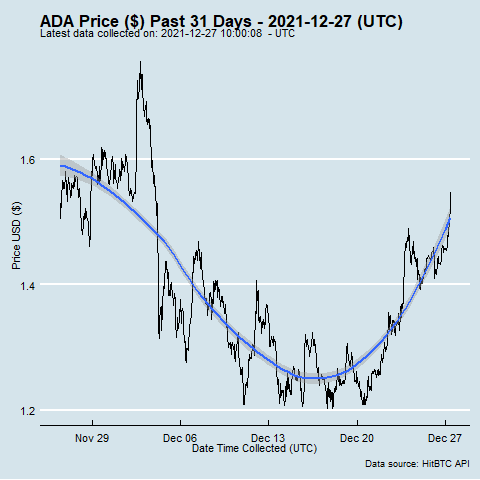 ADA Price ($) Past 31 Days - 2021-12-27 (UTC)
Latest data collected on: 2021-12-27 10:00:08 - UTC
Price USD ($)
1.6
1.4
1.2
Nov 29 Dec 06 Dec 13 Dec 20 Dec 27
Date Time Collected (UTC)
Data source: HitBTC API